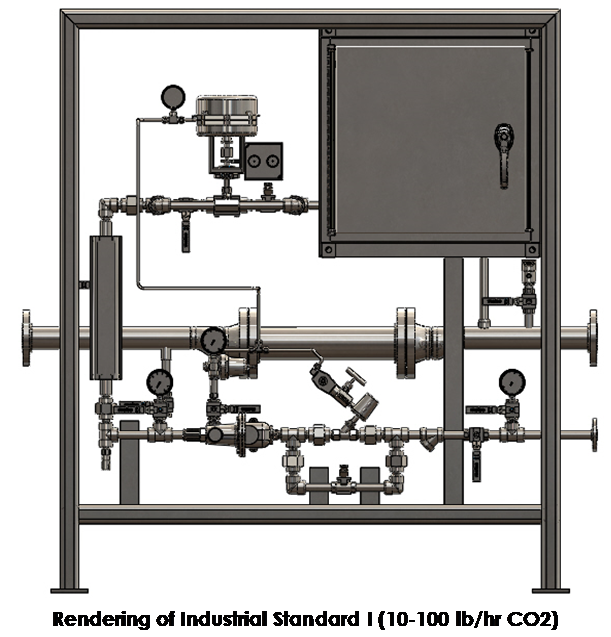 Rendering of Industrial Standard I (10-100 lb/hr CO2)